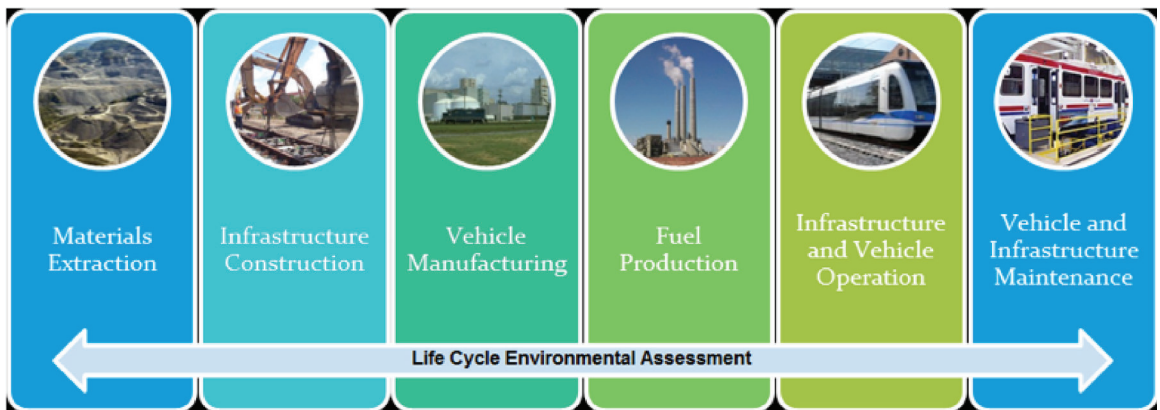 Materials
Extraction
Infrastructure
Construction
Vehicle
Manufacturing
Fuel
Production
Infrastructure
and Vehicle
Operation
Vehicle and
Infrastructure
Maintenance
Life Cycle Environmental Assessment